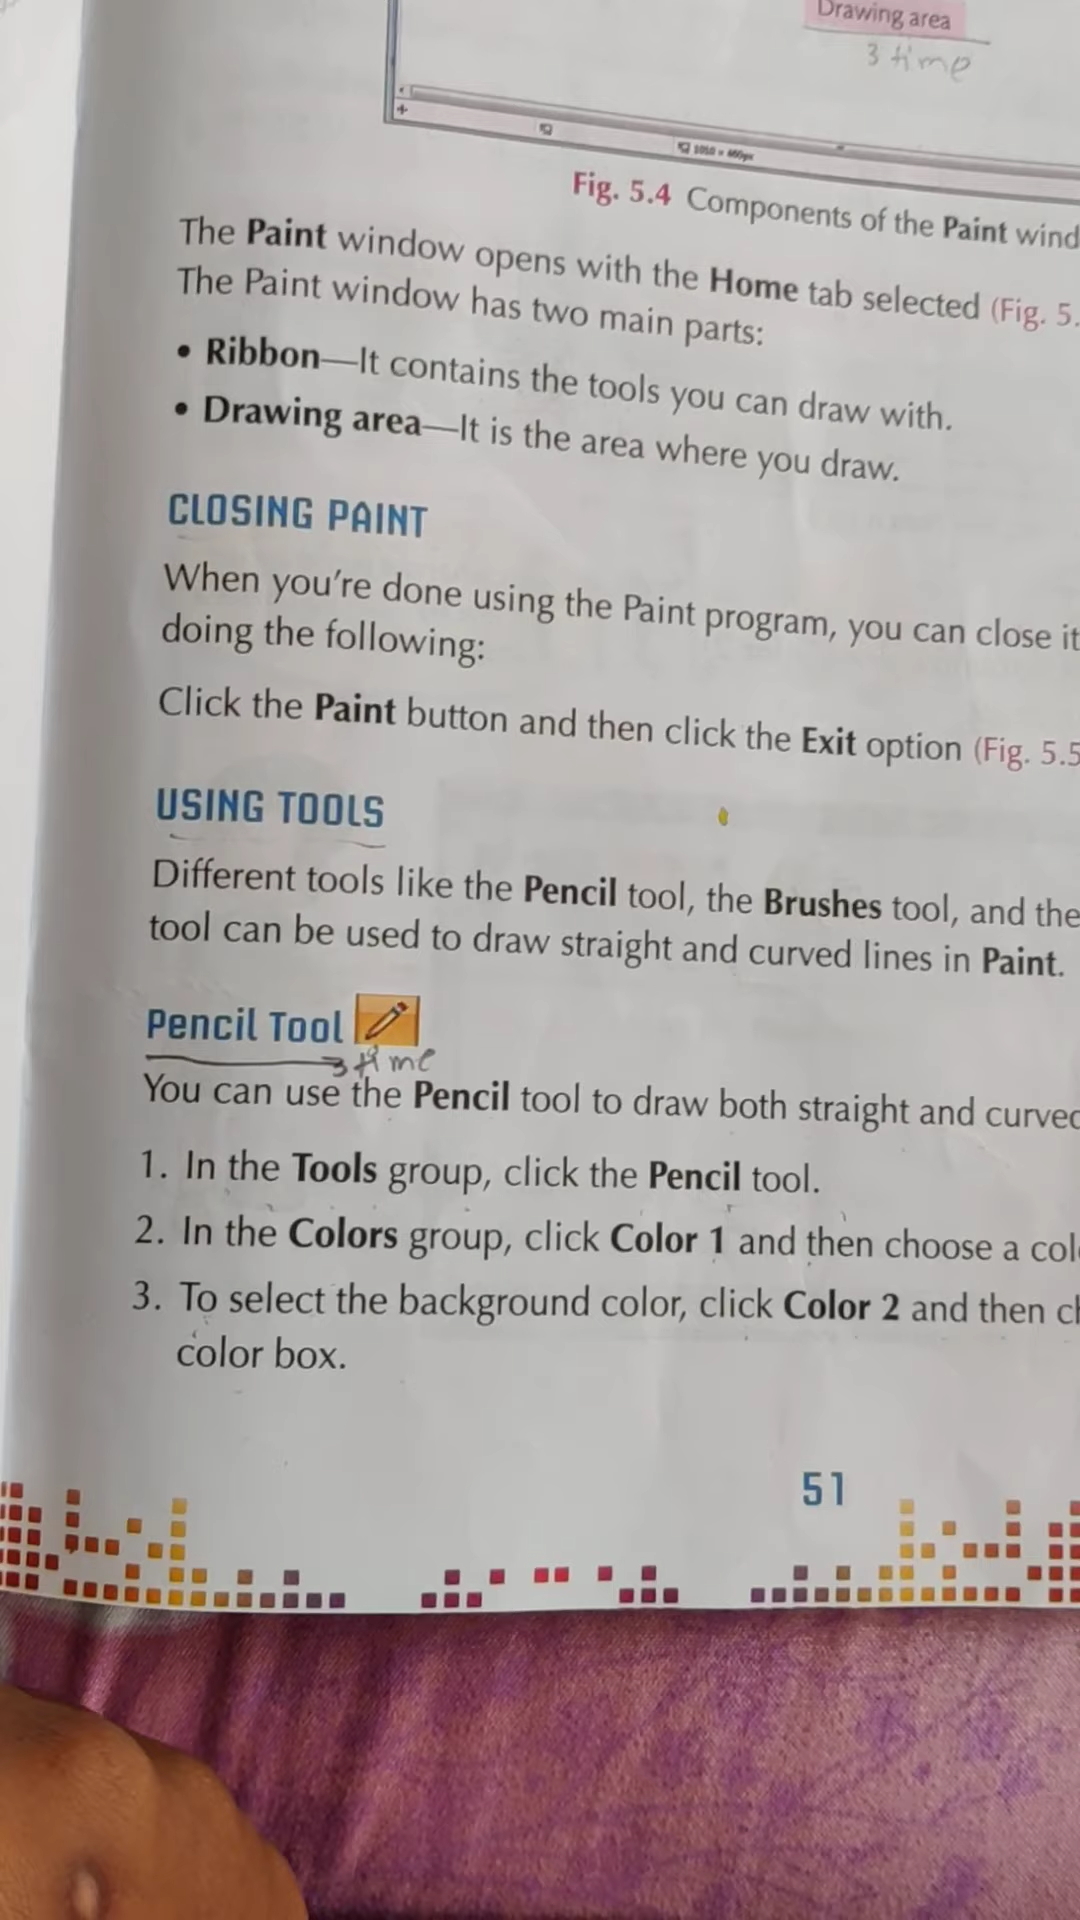 Drawing area
3 time
1010 × 460px
Fig. 5.4 Components of the Paint wind
The Paint window opens with the Home tab selected (Fig. 5.
The Paint window has two main parts:
• Ribbon—It contains the tools you can draw with.
• Drawing area—It is the area where you draw.
CLOSING PAINT
When you're done using the Paint program, you can close it
doing the following:
Click the Paint button and then click the Exit option (Fig. 5.5
USING TOOLS
Different tools like the Pencil tool, the Brushes tool, and the
tool can be used to draw straight and curved lines in Paint.
Pencil Tool
3 time
You can use the Pencil tool to draw both straight and curved
1. In the Tools group, click the Pencil tool.
2. In the Colors group, click Color 1 and then choose a col
3. To select the background color, click Color 2 and then ch
color box.
51